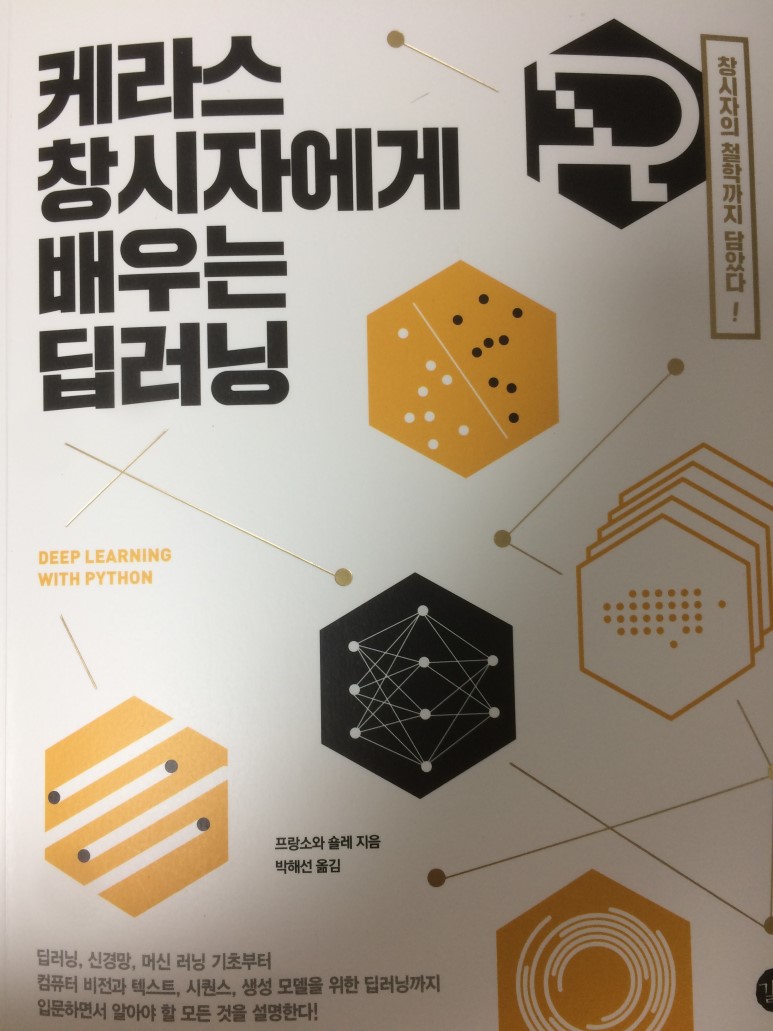 케라스
창시자에게
배우는
딥러닝
창시자의 철학까지 담았다!
DEEP LEARNING
WITH PYTHON
프랑소와 숄레 지음
박해선 옮김
딥러닝, 신경망, 머신 러닝 기초부터
컴퓨터 비전과 텍스트, 시퀀스, 생성 모델을 위한 딥러닝까지
입문하면서 알아야 할 모든 것을 설명한다!